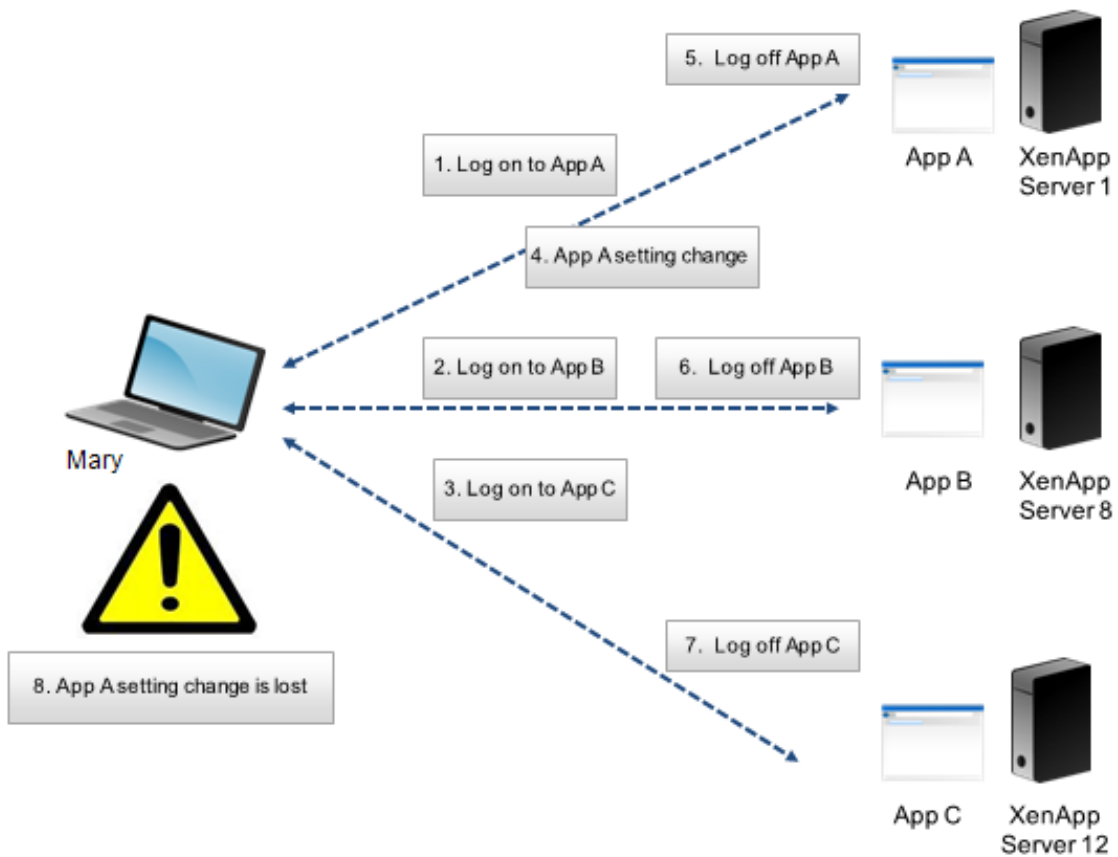 5. Log off App A
1. Log on to App A
4. App A setting change
App A
XenApp
Server 1
2. Log on to App B
6. Log off App B
Mary
3. Log on to App C
App B
XenApp
Server 8
7. Log off App C
8. App A setting change is lost
App C
XenApp
Server 12